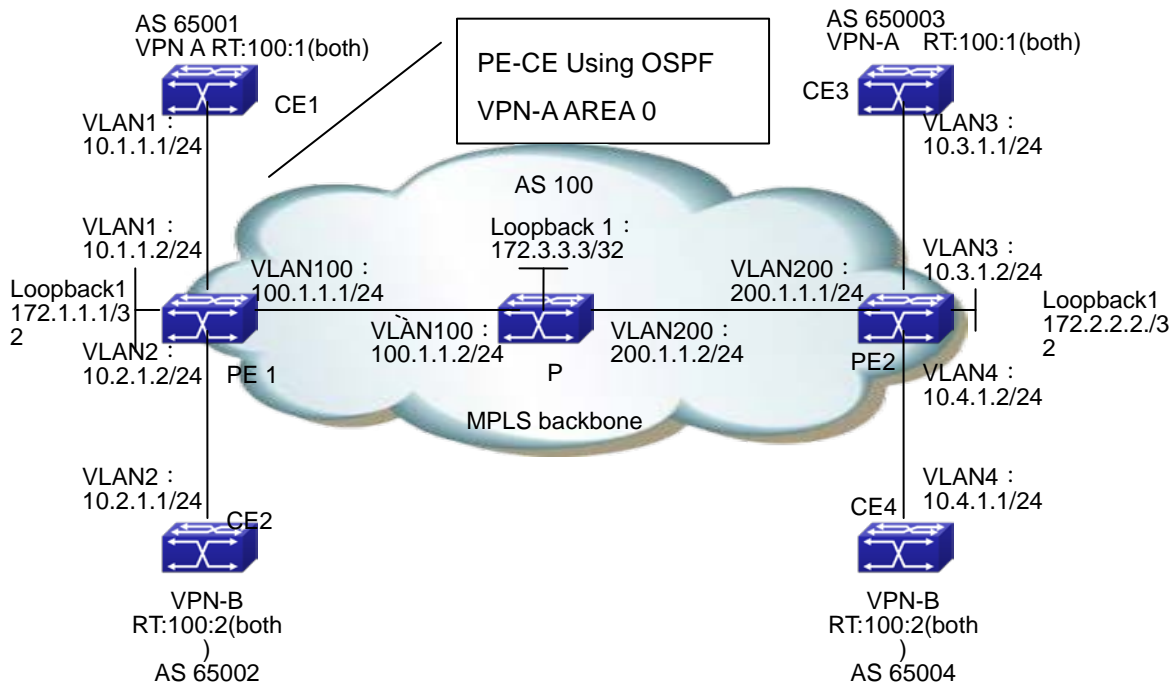 AS 65001
VPN A RT:100:1(both)
CE1
VLAN1：
10.1.1.1/24
PE-CE Using OSPF
VPN-A AREA 0
AS 650003
VPN-A RT:100:1(both)
CE3
VLAN3：
10.3.1.1/24
AS 100
Loopback 1：
172.3.3.3/32
VLAN1：
10.1.1.2/24
VLAN3：
10.3.1.2/24
VLAN100：
100.1.1.1/24
VLAN200：
200.1.1.1/24
Loopback1
172.1.1.1/3
2
Loopback1
172.2.2.2./3
2
VLAN100：
100.1.1.2/24
VLAN200：
200.1.1.2/24
VLAN2：
10.2.1.2/24
PE 1
P
PE2
VLAN4：
10.4.1.2/24
MPLS backbone
VLAN2：
10.2.1.1/24
CE2
VLAN4：
10.4.1.1/24
CE4
VPN-B
RT:100:2(both
)
AS 65002
VPN-B
RT:100:2(both
)
AS 65004